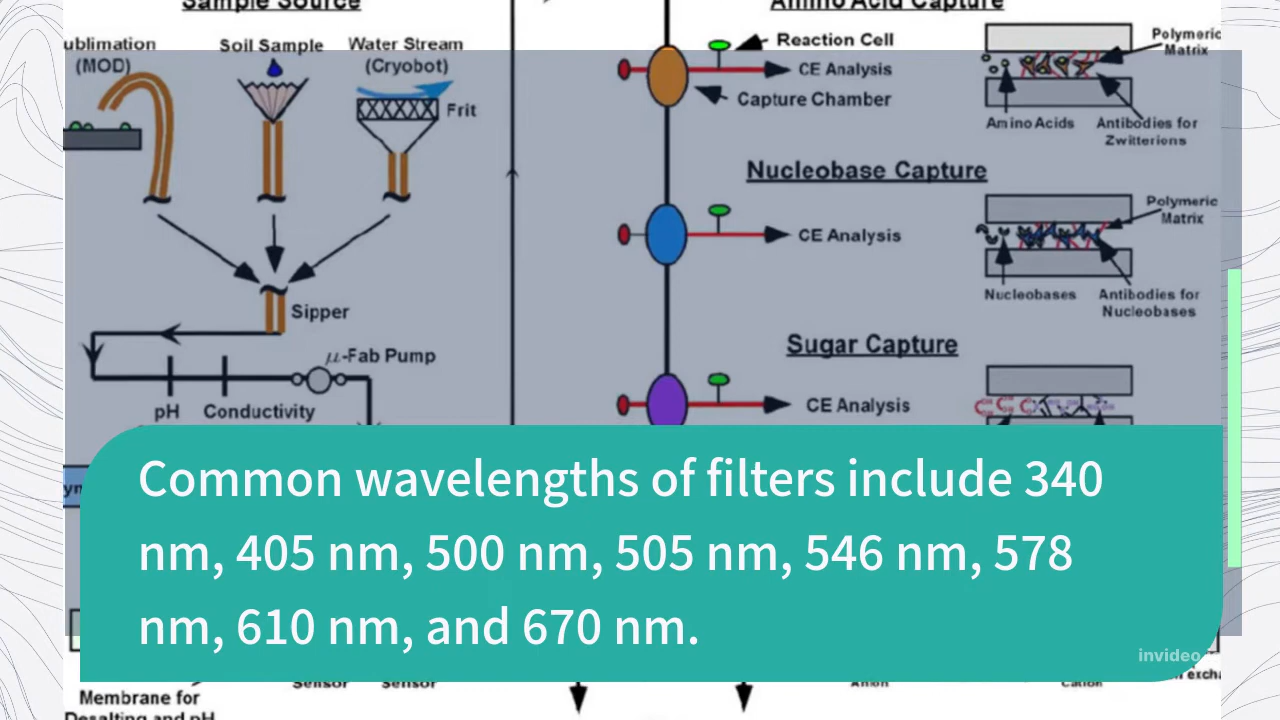 Sample Source
Amino Acid Capture
ublimation
(MOD)
Soil Sample
Water Stream
(Cryobot)
Frit
Reaction Cell
CE Analysis
Capture Chamber
Polymeric
Matrix
Amino Acids
Antibodies for
Zwitterions
Nucleobase Capture
CE Analysis
Polymeric
Matrix
Nucleobases
Antibodies for
Nucleobases
Sipper
μ-Fab Pump
pH
Conductivity
Sugar Capture
CE Analysis
Common wavelengths of filters include 340
nm, 405 nm, 500 nm, 505 nm, 546 nm, 578
nm, 610 nm, and 670 nm.
invideo
Sensor
Sensor
Anion
Cation
Membrane for
Desalting and pH